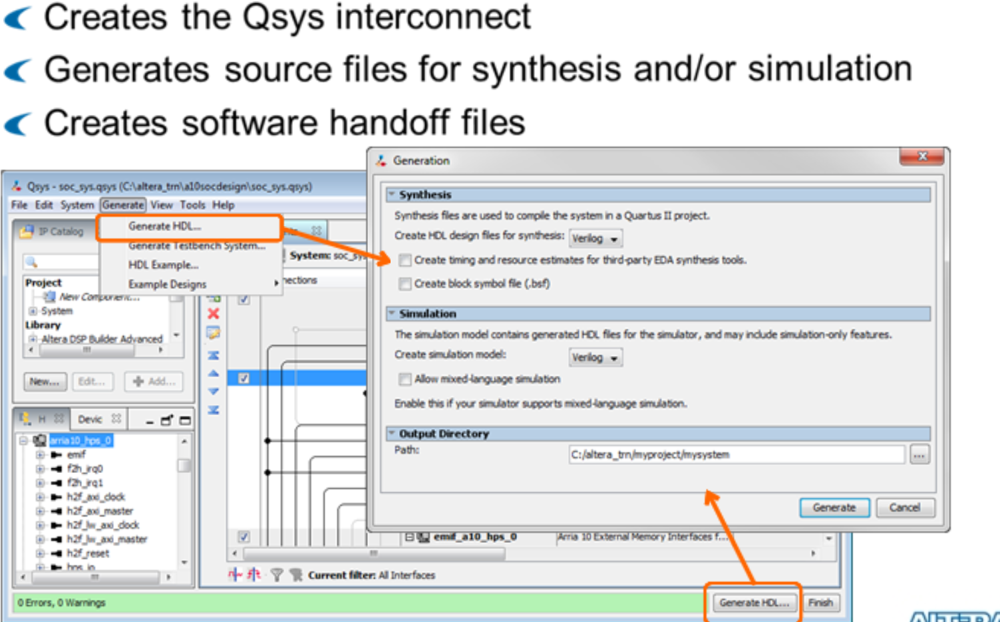 Creates the Qsys interconnect
Generates source files for synthesis and/or simulation
Creates software handoff files
Generation
Qsys - soc_sys.qsys (C:\altera_trn\a10socdesign\soc_sys.qsys)
File Edit System Generate View Tools Help
Generate HDL...
Generate Testbench System...
HDL Example...
Example Designs
IP Catalog
System: soc_sys
nections
Project
New Component...
System
Library
Altera DSP Builder Advanced
New... Edit... Add...
H Devic
arria10_hps_0
emif
f2h_irq0
f2h_irq1
h2f_axi_clock
h2f_axi_master
h2f_lw_axi_clock
h2f_lw_axi_master
h2f_reset
hps_io
Synthesis
Synthesis files are used to compile the system in a Quartus II project.
Create HDL design files for synthesis: Verilog
Create timing and resource estimates for third-party EDA synthesis tools.
Create block symbol file (.bsf)
Simulation
The simulation model contains generated HDL files for the simulator, and may include simulation-only features.
Create simulation model: Verilog
Allow mixed-language simulation
Enable this if your simulator supports mixed-language simulation.
Output Directory
Path: C:/altera_trn/myproject/mysystem ...
Generate Cancel
emif_a10_hps_0 Arria 10 External Memory Interfaces f...
Current filter: All Interfaces
0 Errors, 0 Warnings
Generate HDL... Finish